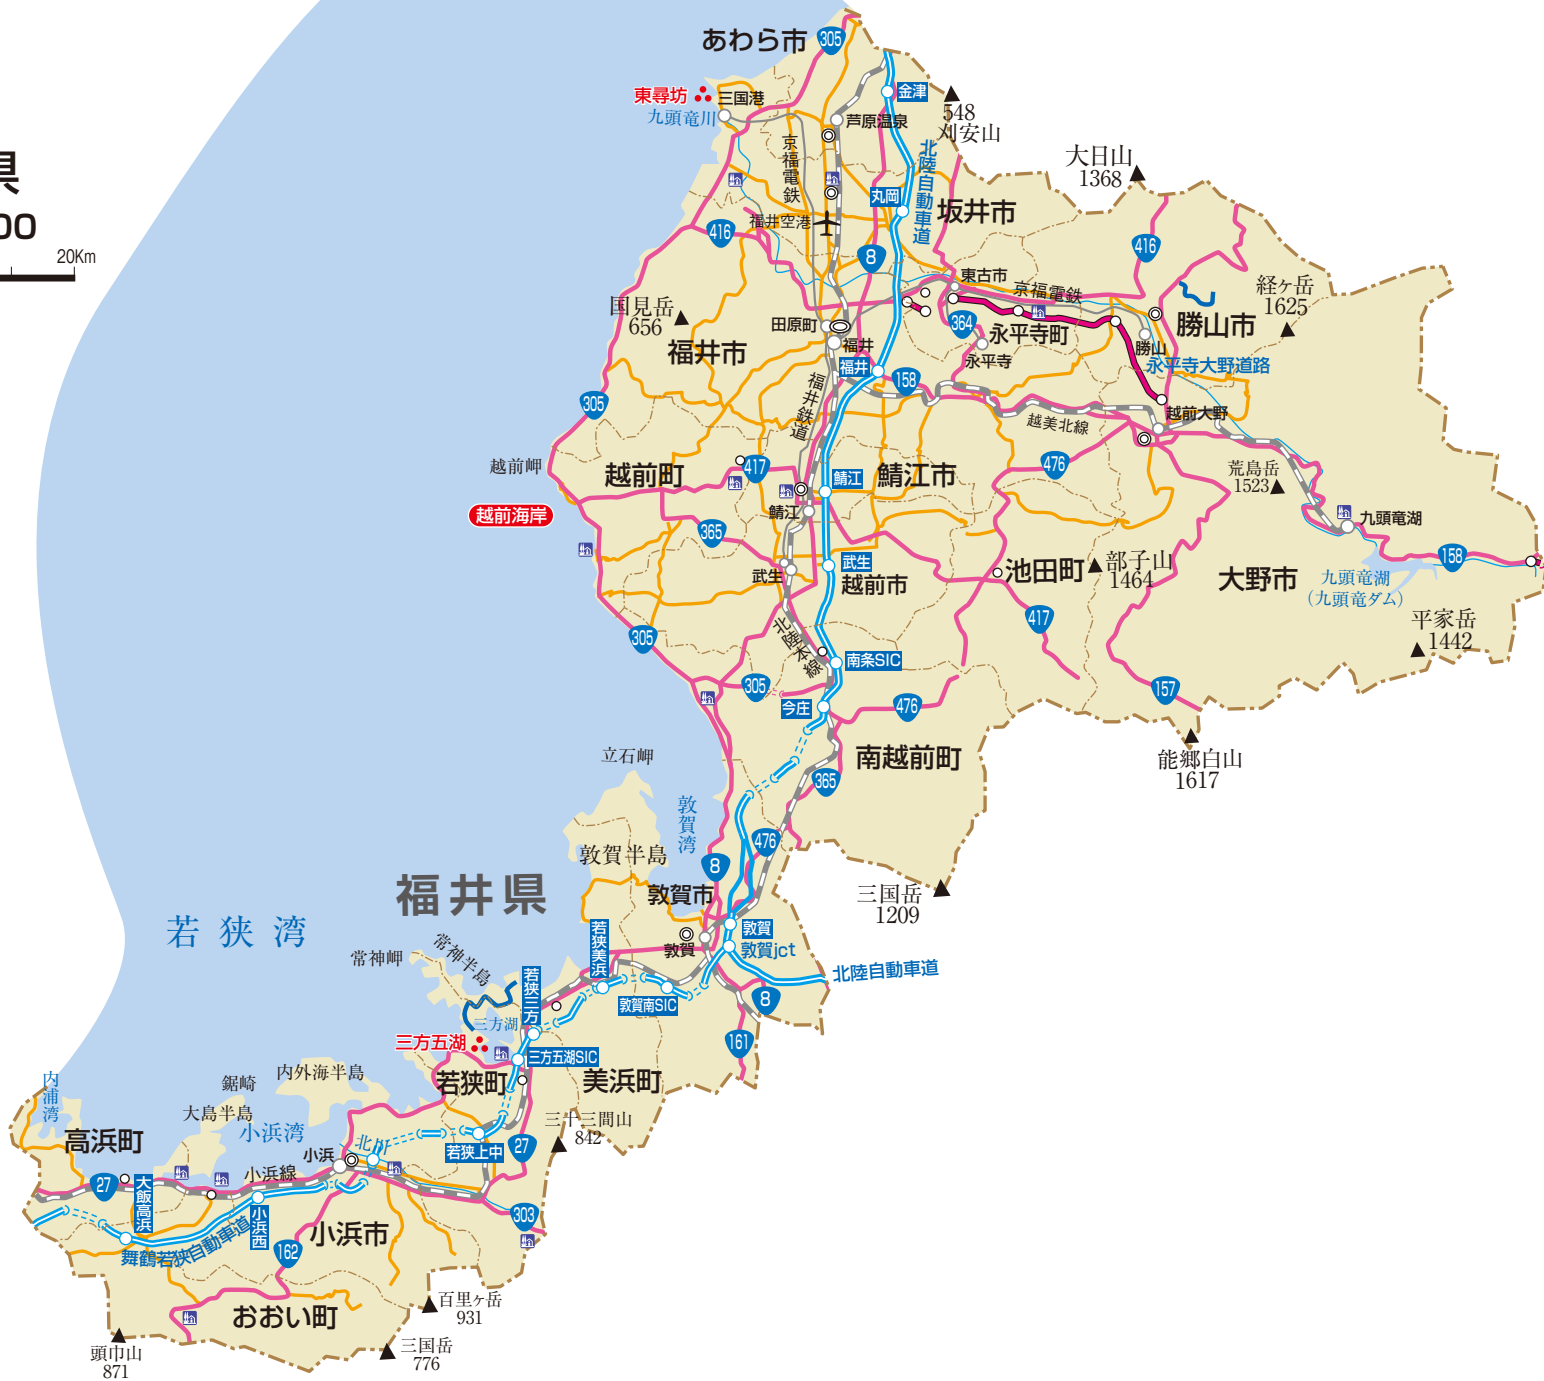 県
00
20Km
あわら市
305
東尋坊
三国港
九頭竜川
金津
548
刈安山
芦原温泉
京福電鉄
北陸自動車道
大日山
1368
丸岡
坂井市
福井空港
416
8
416
東古市
京福電鉄
経ヶ岳
1625
国見岳
656
田原町
福井
364
永平寺町
勝山市
福井市
永平寺
勝山
永平寺大野道路
福井
158
福井鉄道
305
越美北線
越前大野
越前岬
越前町
417
鯖江
鯖江市
476
荒島岳
1523
越前海岸
鯖江
365
九頭竜湖
武生
武生
越前市
池田町
部子山
1464
大野市
九頭竜湖
(九頭竜ダム)
158
417
平家岳
1442
305
北陸本線
南条SIC
305
今庄
476
157
立石岬
南越前町
能郷白山
1617
365
敦賀湾
476
敦賀半島
8
三国岳
1209
福井県
敦賀市
若狭湾
若狭美浜
敦賀
敦賀
敦賀jct
常神岬
常神半島
若狭三方
北陸自動車道
敦賀南SIC
8
三方湖
三方五湖
三方五湖SIC
161
内浦湾
鋸崎
内外海半島
若狭町
美浜町
大島半島
小浜湾
三十三間山
842
高浜町
北川
小浜
若狭上中
27
小浜線
27
大飯高浜
小浜西
303
舞鶴若狭自動車道
小浜市
162
おおい町
百里ヶ岳
931
頭巾山
871
三国岳
776